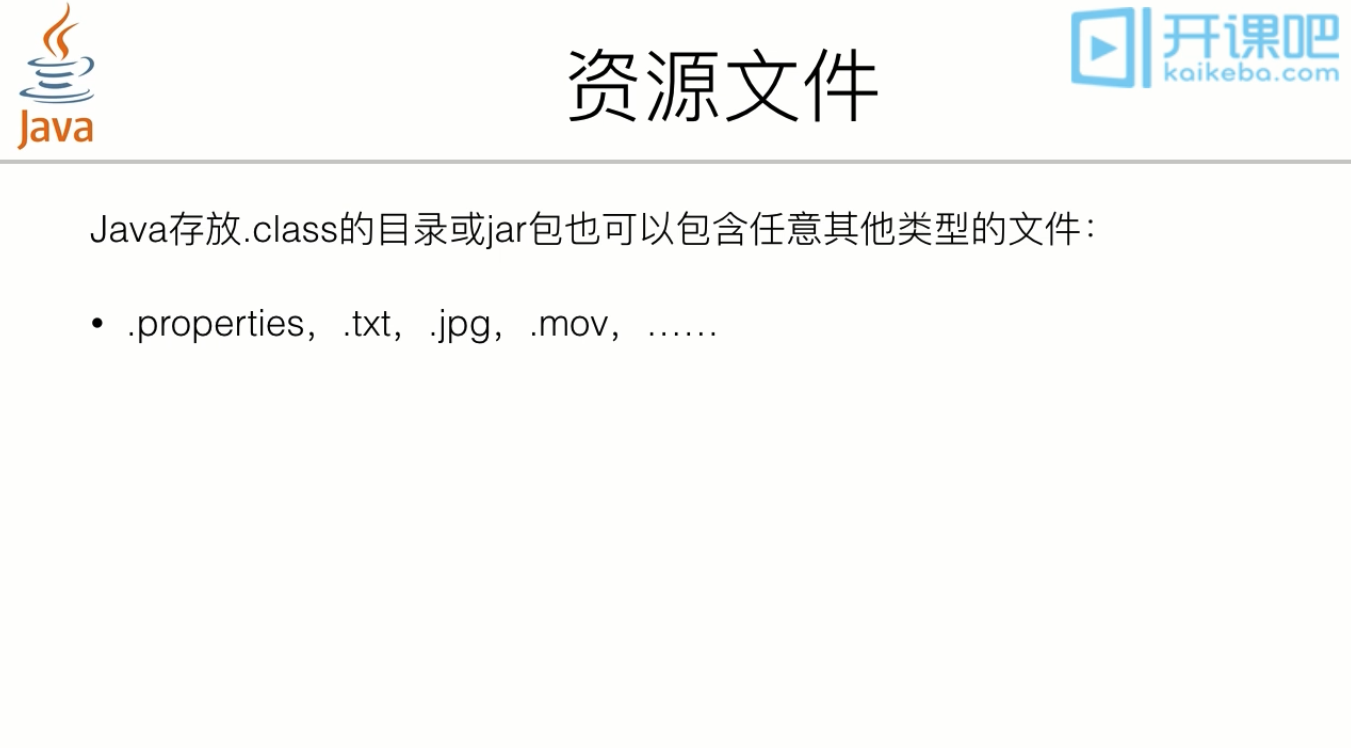 Java
资源文件
开课吧
kaikeba.com
Java存放.class的目录或jar包也可以包含任意其他类型的文件：
• .properties，.txt，.jpg，.mov，……